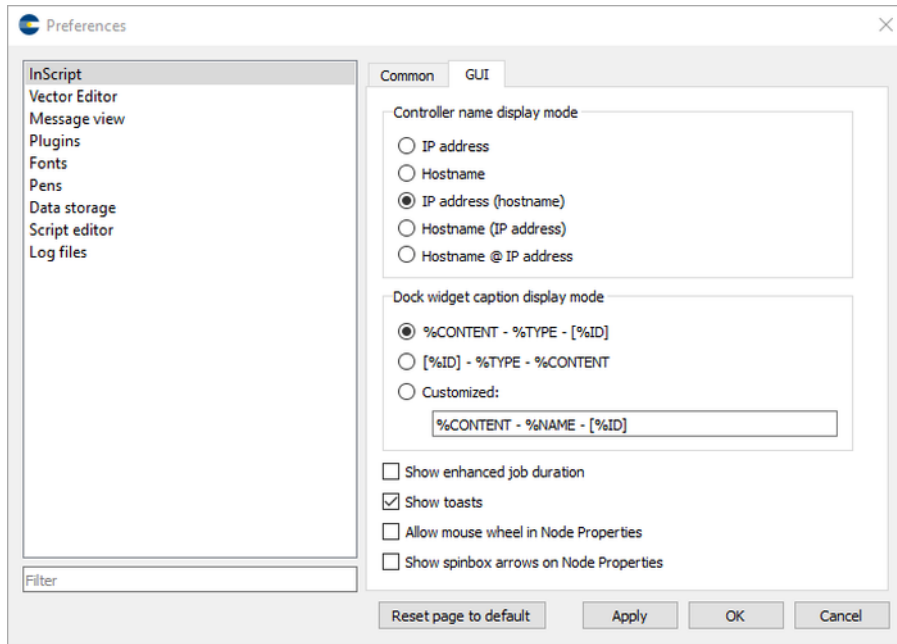 Preferences
InScript
Vector Editor
Message view
Plugins
Fonts
Pens
Data storage
Script editor
Log files
Filter
Common
GUI
Controller name display mode
IP address
Hostname
IP address (hostname)
Hostname (IP address)
Hostname @ IP address
Dock widget caption display mode
%CONTENT - %TYPE - [%ID]
[%ID] - %TYPE - %CONTENT
Customized:
%CONTENT - %NAME - [%ID]
Show enhanced job duration
Show toasts
Allow mouse wheel in Node Properties
Show spinbox arrows on Node Properties
Reset page to default
Apply
OK
Cancel